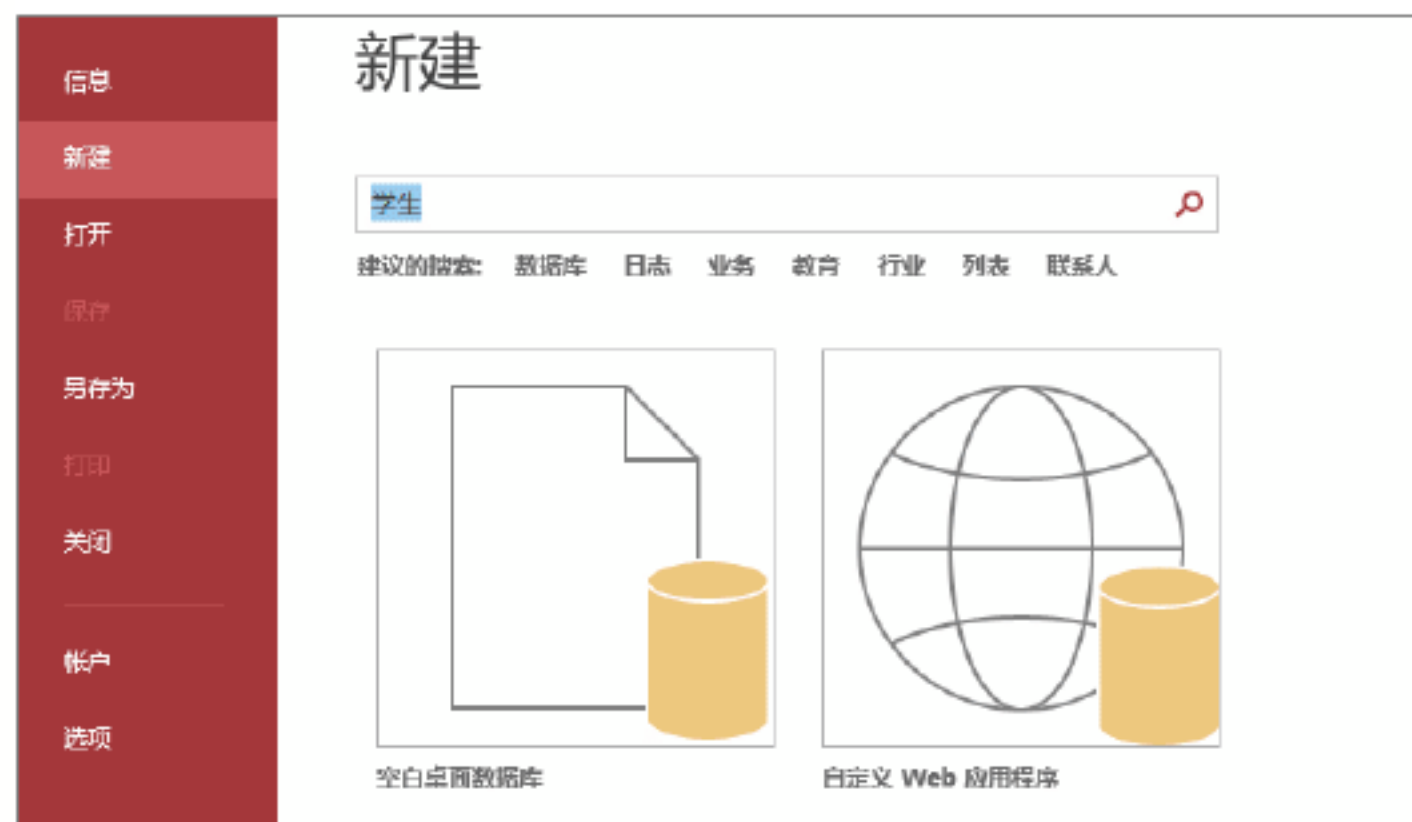 信息
新建
打开
保存
另存为
打印
关闭
帐户
选项
新建
学生
建议的搜索: 数据库 日志 业务 教育 行业 列表 联系人
空白桌面数据库
自定义 Web 应用程序